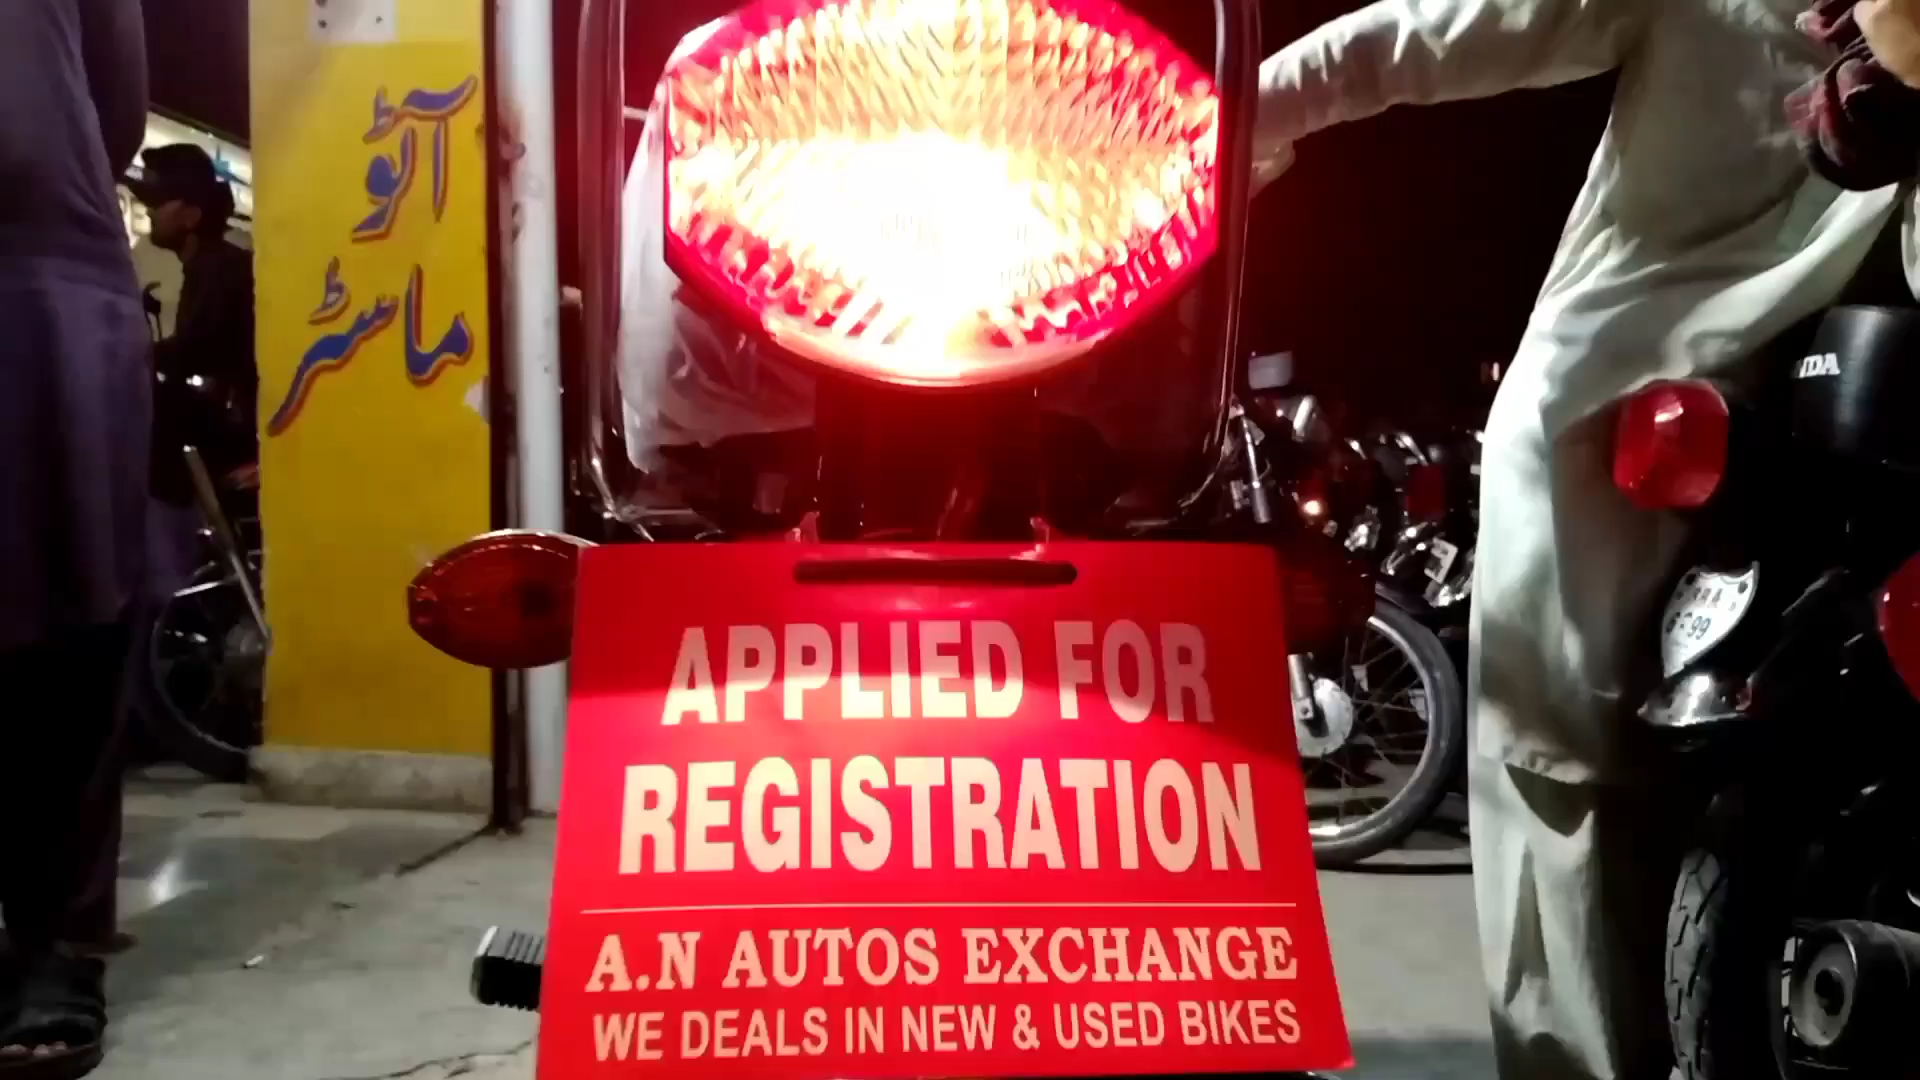 آٹو
ماسٹر
APPLIED FOR
REGISTRATION
A.N AUTOS EXCHANGE
WE DEALS IN NEW & USED BIKES